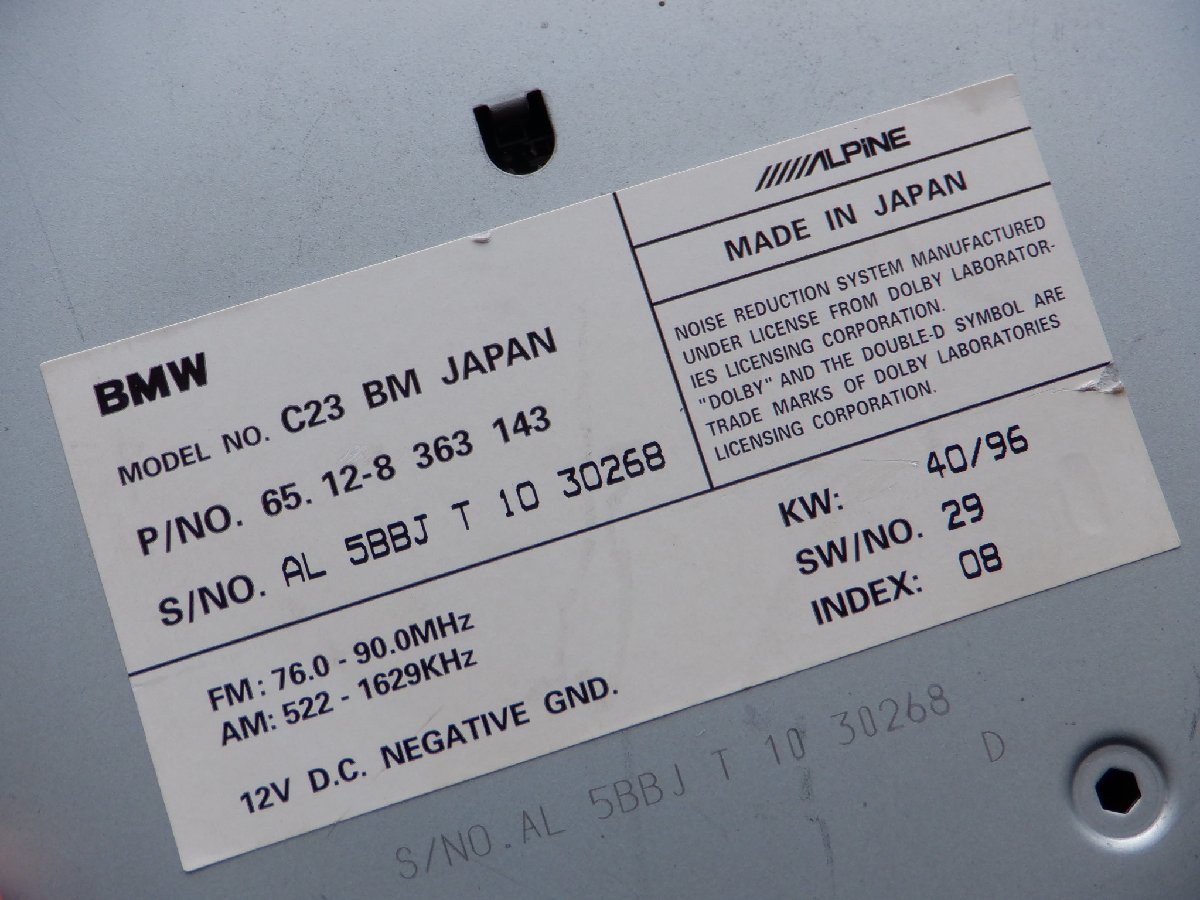 BMW
MODEL NO. C23 BM JAPAN
P/NO. 65. 12-8 363 143
S/NO. AL 5BBJ T 10 30268
ALPINE
MADE IN JAPAN
NOISE REDUCTION SYSTEM MANUFACTURED
UNDER LICENSE FROM DOLBY LABORATOR-
IES LICENSING CORPORATION.
"DOLBY" AND THE DOUBLE-D SYMBOL ARE
TRADE MARKS OF DOLBY LABORATORIES
LICENSING CORPORATION.
FM: 76.0 - 90.0MHz
AM: 522 - 1629KHz
12V D.C. NEGATIVE GND.
KW: 40/96
SW/NO. 29
INDEX: 08
S/NO. AL 5BBJ T 10 30268
D